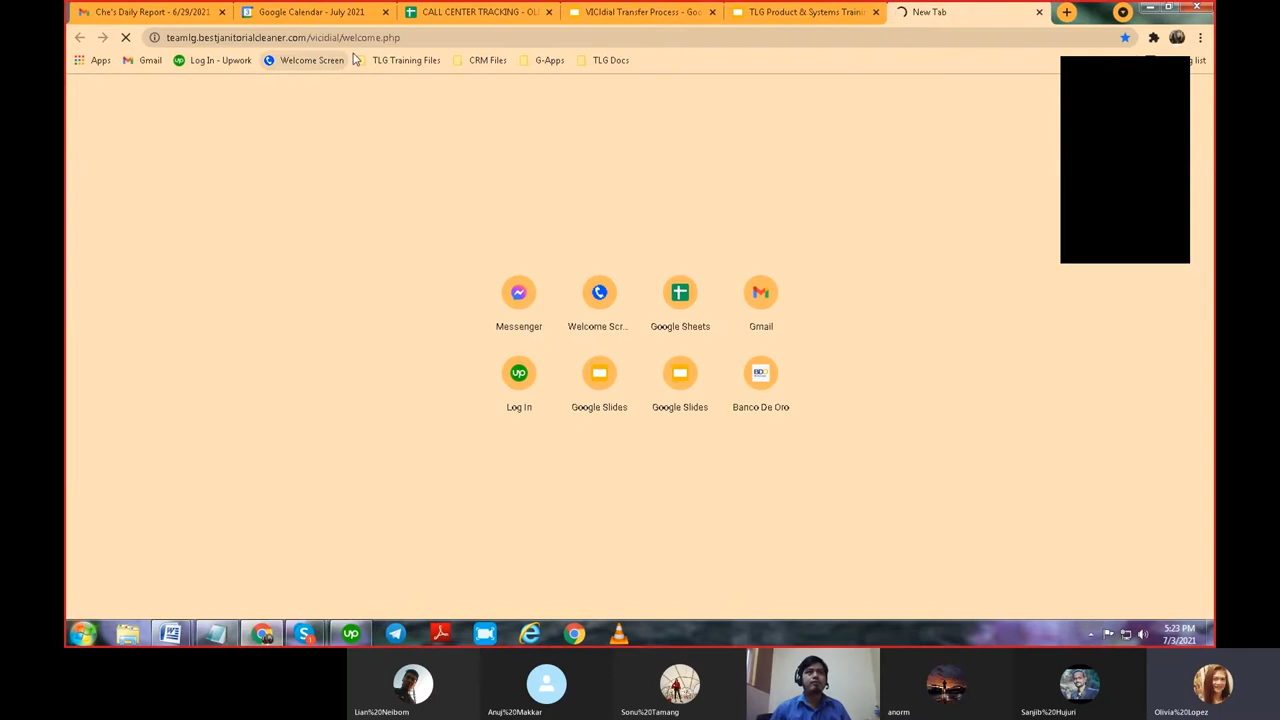 Che's Daily Report - 6/29/2021
Google Calendar - July 2021
CALL CENTER TRACKING - OLI
VICIdial Transfer Process - Goo
TLG Product & Systems Traini
New Tab
teamlg.bestjanitorialcleaner.com/vicidial/welcome.php
Apps
Gmail
Log In - Upwork
Welcome Screen
TLG Training Files
CRM Files
G-Apps
TLG Docs
g list
Messenger
Welcome Scr...
Google Sheets
Gmail
Log In
Google Slides
Google Slides
Banco De Oro
5:23 PM
7/3/2021
Lian%20Neibom
Anuj%20Makkar
Sonu%20Tamang
anorm
Sanjib%20Hujuri
Olivia%20Lopez